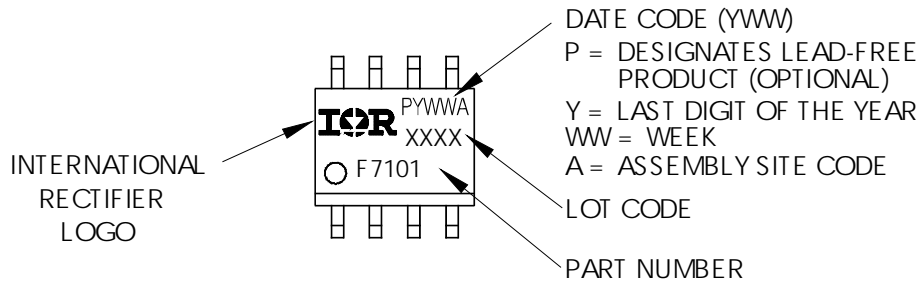 DATE CODE (YWW)
P = DESIGNATES LEAD-FREE
PRODUCT (OPTIONAL)
Y = LAST DIGIT OF THE YEAR
WW = WEEK
A = ASSEMBLY SITE CODE
LOT CODE
PART NUMBER
INTERNATIONAL
RECTIFIER
LOGO
IOR
PYWWA
XXXX
F7101